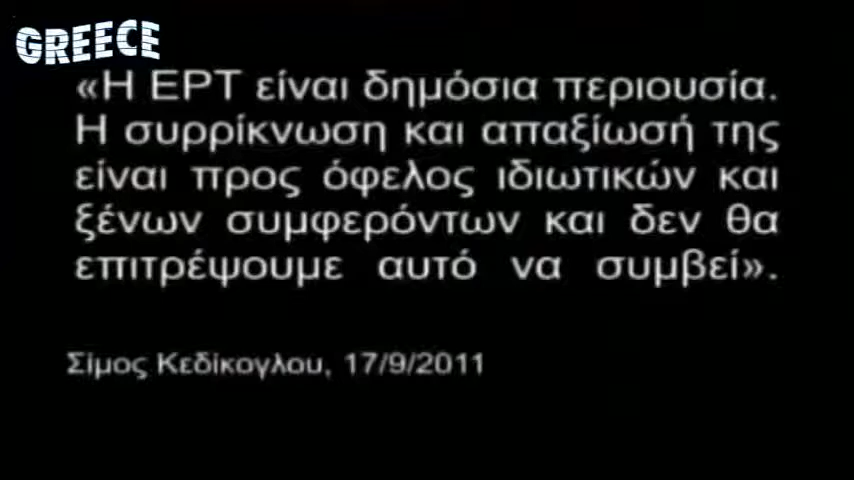 GREECE
«Η ΕΡΤ είναι δημόσια περιουσία.
Η συρρίκνωση και απαξίωσή της
είναι προς όφελος ιδιωτικών και
ξένων συμφερόντων και δεν θα
επιτρέψουμε αυτό να συμβεί».
Σίμος Κεδίκογλου, 17/9/2011